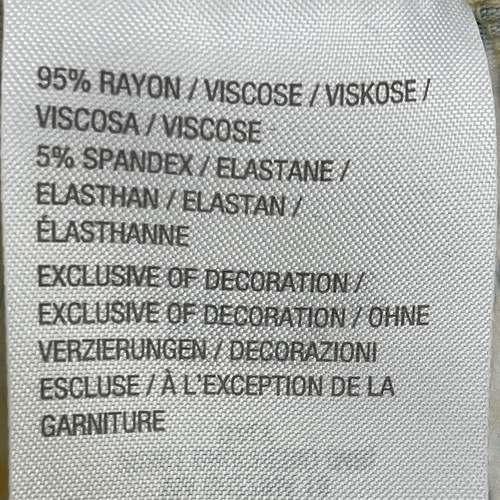 95% RAYON / VISCOSE / VISKOSE /
VISCOSA / VISCOSE
5% SPANDEX / ELASTANE /
ELASTHAN / ELASTAN /
ÉLASTHANNE
EXCLUSIVE OF DECORATION /
EXCLUSIVE OF DECORATION / OHNE
VERZIERUNGEN / DECORAZIONI
ESCLUSE / À L'EXCEPTION DE LA
GARNITURE